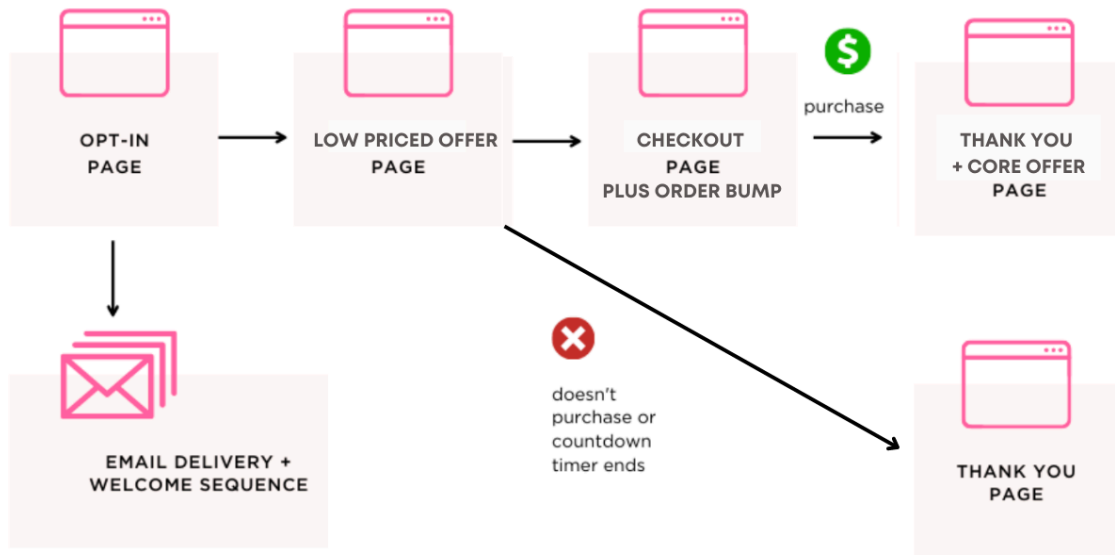 purchase
OPT-IN
PAGE
LOW PRICED OFFER
PAGE
CHECKOUT
PAGE
PLUS ORDER BUMP
THANK YOU
+ CORE OFFER
PAGE
doesn't
purchase or
countdown
timer ends
EMAIL DELIVERY +
WELCOME SEQUENCE
THANK YOU
PAGE